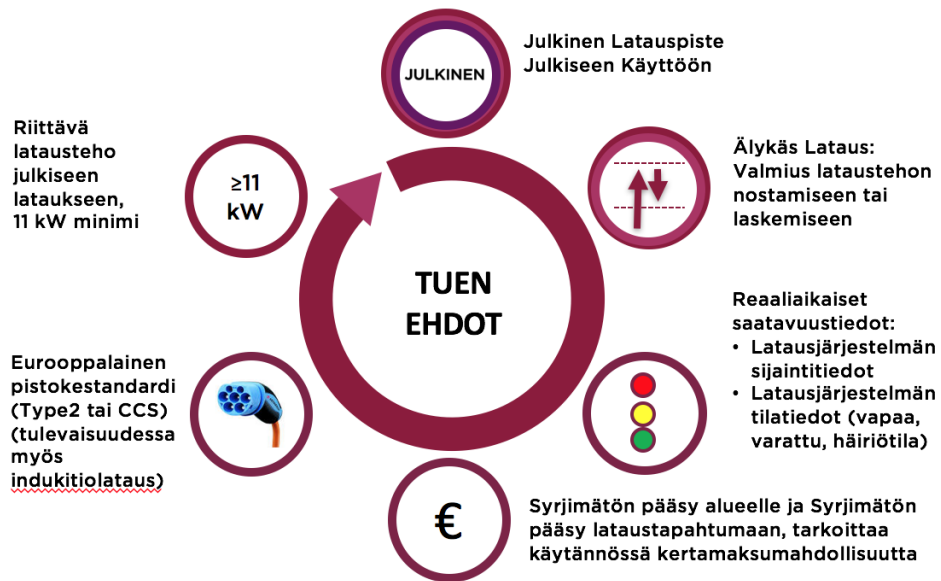 JULKINEN
Julkinen Latauspiste
Julkiseen Käyttöön
Älykäs Lataus:
Valmius lataustehon
nostamiseen tai
laskemiseen
Reaaliaikaiset
saatavuustiedot:
• Latausjärjestelmän
sijaintitiedot
• Latausjärjestelmän
tilatiedot (vapaa,
varattu, häiriötila)
€
Syrjimätön pääsy alueelle ja Syrjimätön
pääsy lataustapahtumaan, tarkoittaa
käytännössä kertamaksumahdollisuutta
Eurooppalainen
pistokestandardi
(Type2 tai CCS)
(tulevaisuudessa
myös
indukitiolataus)
Riittävä
latausteho
julkiseen
lataukseen,
11 kW minimi
≥11
kW
TUEN
EHDOT